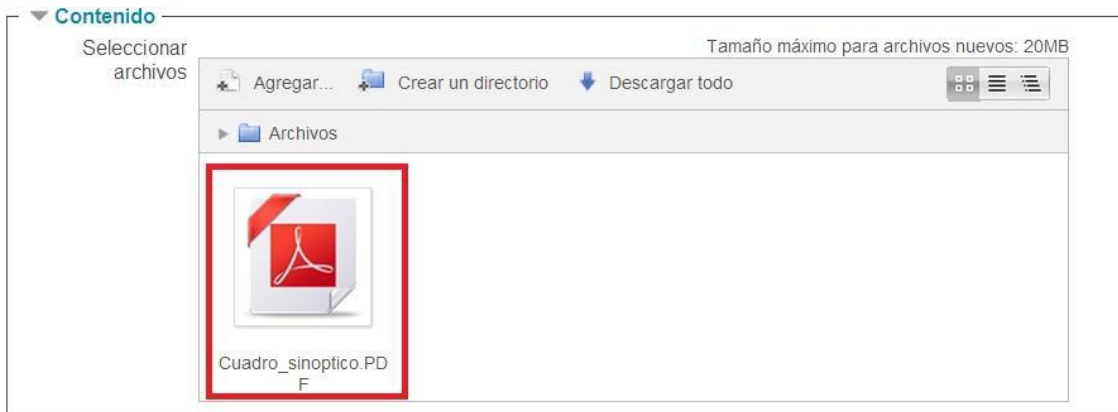 Contenido
Seleccionar archivos
Tamaño máximo para archivos nuevos: 20MB
Agregar... Crear un directorio Descargar todo
Archivos
Cuadro_sinoptico.PD
F